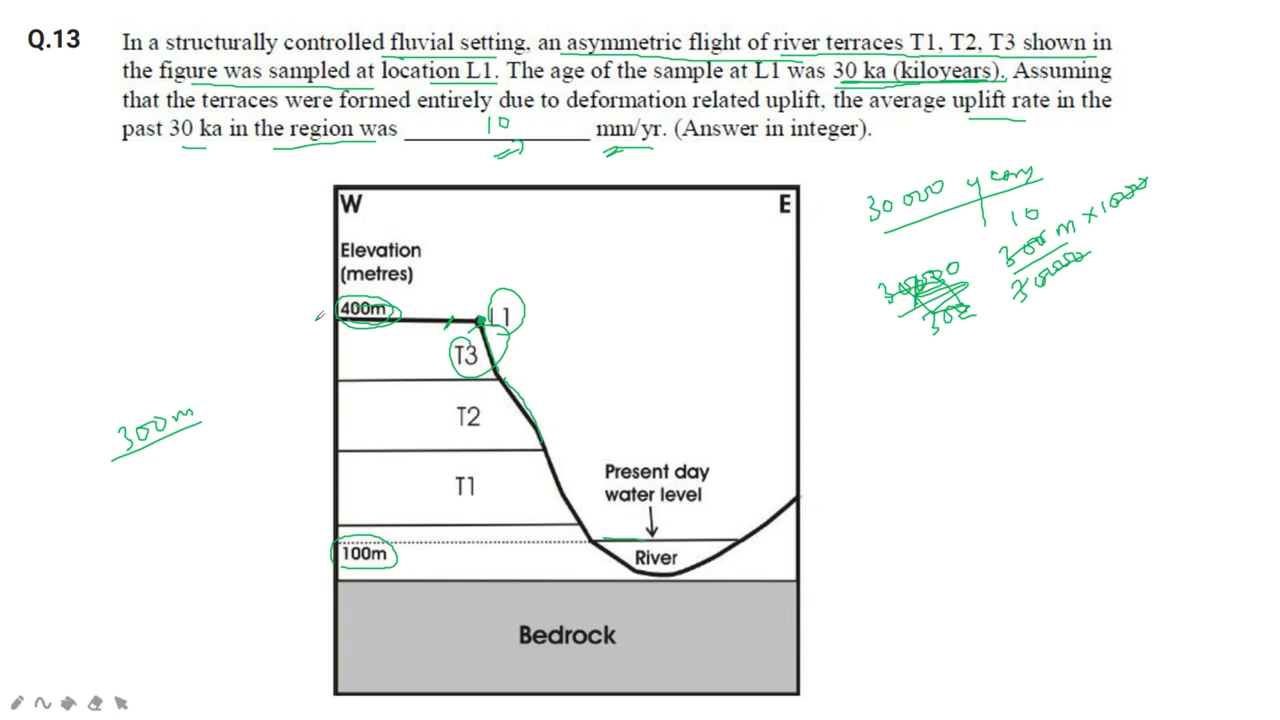 Q.13
In a structurally controlled fluvial setting, an asymmetric flight of river terraces T1, T2, T3 shown in
the figure was sampled at location L1. The age of the sample at L1 was 30 ka (kiloyears). Assuming
that the terraces were formed entirely due to deformation related uplift, the average uplift rate in the
past 30 ka in the region was 10 mm/yr. (Answer in integer).
30000 years
10
300 m × 1000
30000
300
W E
Elevation
(metres)
400m L1
T3
T2
300m
T1
Present day
water level
100m
River
Bedrock